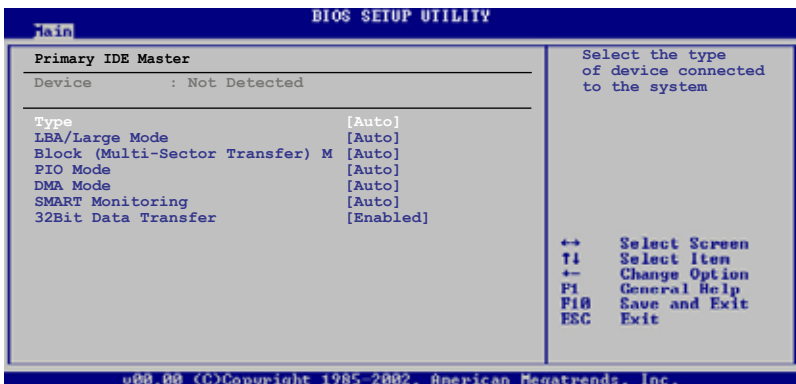 BIOS SETUP UTILITY
Main
Primary IDE Master
Device : Not Detected
Type [Auto]
LBA/Large Mode [Auto]
Block (Multi-Sector Transfer) M [Auto]
PIO Mode [Auto]
DMA Mode [Auto]
SMART Monitoring [Auto]
32Bit Data Transfer [Enabled]
Select the type
of device connected
to the system
↔ Select Screen
↑↓ Select Item
+- Change Option
F1 General Help
F10 Save and Exit
ESC Exit
v00.00 (C)Copyright 1985-2002, American Megatrends, Inc.